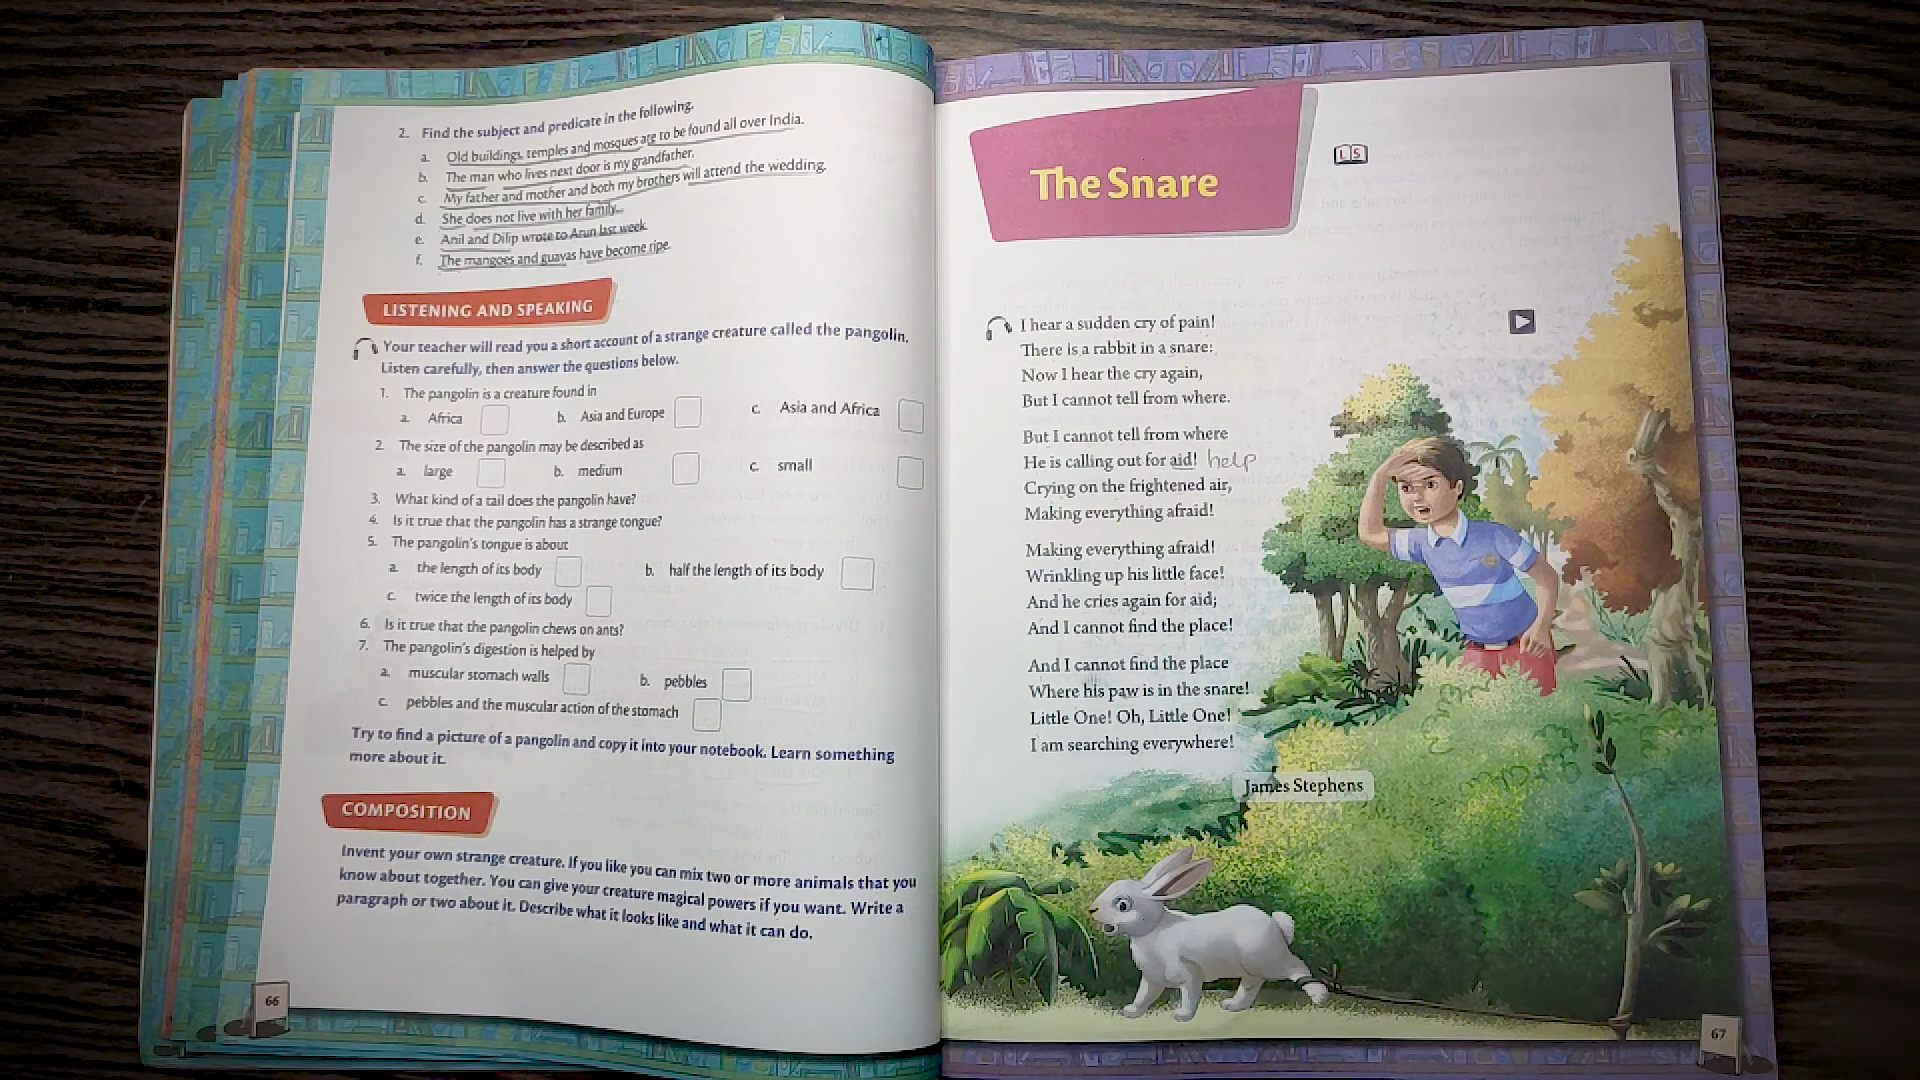 2. Find the subject and predicate in the following.
a. Old buildings, temples and mosques are to be found all over India.
b. The man who lives next door is my grandfather.
c. My father and mother and both my brothers will attend the wedding.
d. She does not live with her family.
e. Anil and Dilip wrote to Arun last week.
f. The mangoes and guavas have become ripe.
LISTENING AND SPEAKING
Your teacher will read you a short account of a strange creature called the pangolin.
Listen carefully, then answer the questions below.
1. The pangolin is a creature found in
a. Africa b. Asia and Europe c. Asia and Africa
2. The size of the pangolin may be described as
a. large b. medium c. small
3. What kind of a tail does the pangolin have?
4. Is it true that the pangolin has a strange tongue?
5. The pangolin's tongue is about
a. the length of its body b. half the length of its body
c. twice the length of its body
6. Is it true that the pangolin chews on ants?
7. The pangolin's digestion is helped by
a. muscular stomach walls b. pebbles
c. pebbles and the muscular action of the stomach
Try to find a picture of a pangolin and copy it into your notebook. Learn something
more about it.
COMPOSITION
Invent your own strange creature. If you like you can mix two or more animals that you
know about together. You can give your creature magical powers if you want. Write a
paragraph or two about it. Describe what it looks like and what it can do.
66
The Snare
L S
I hear a sudden cry of pain!
There is a rabbit in a snare:
Now I hear the cry again,
But I cannot tell from where.
But I cannot tell from where
He is calling out for aid! help
Crying on the frightened air,
Making everything afraid!
Making everything afraid!
Wrinkling up his little face!
And he cries again for aid;
And I cannot find the place!
And I cannot find the place
Where his paw is in the snare!
Little One! Oh, Little One!
I am searching everywhere!
James Stephens
67